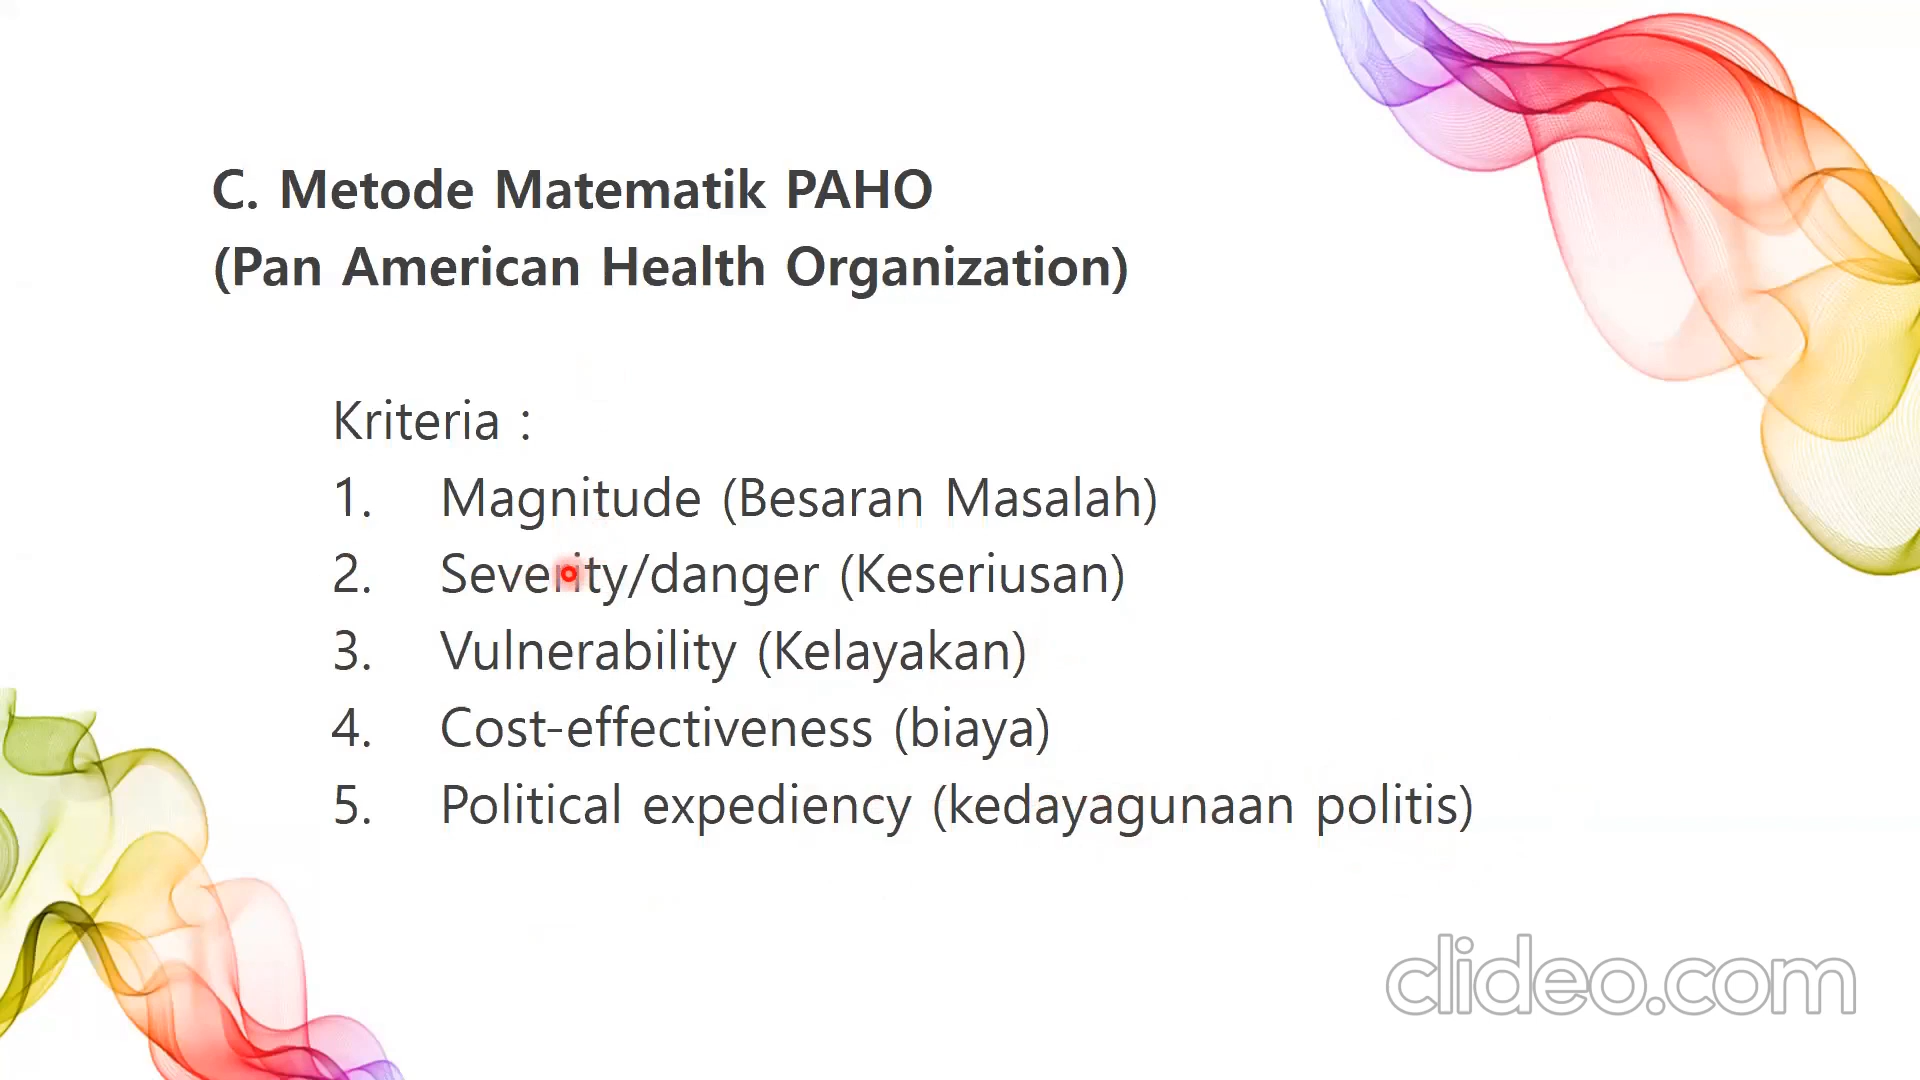 C. Metode Matematik PAHO
(Pan American Health Organization)
Kriteria :
1. Magnitude (Besaran Masalah)
2. Severity/danger (Keseriusan)
3. Vulnerability (Kelayakan)
4. Cost-effectiveness (biaya)
5. Political expediency (kedayagunaan politis)
clideo.com